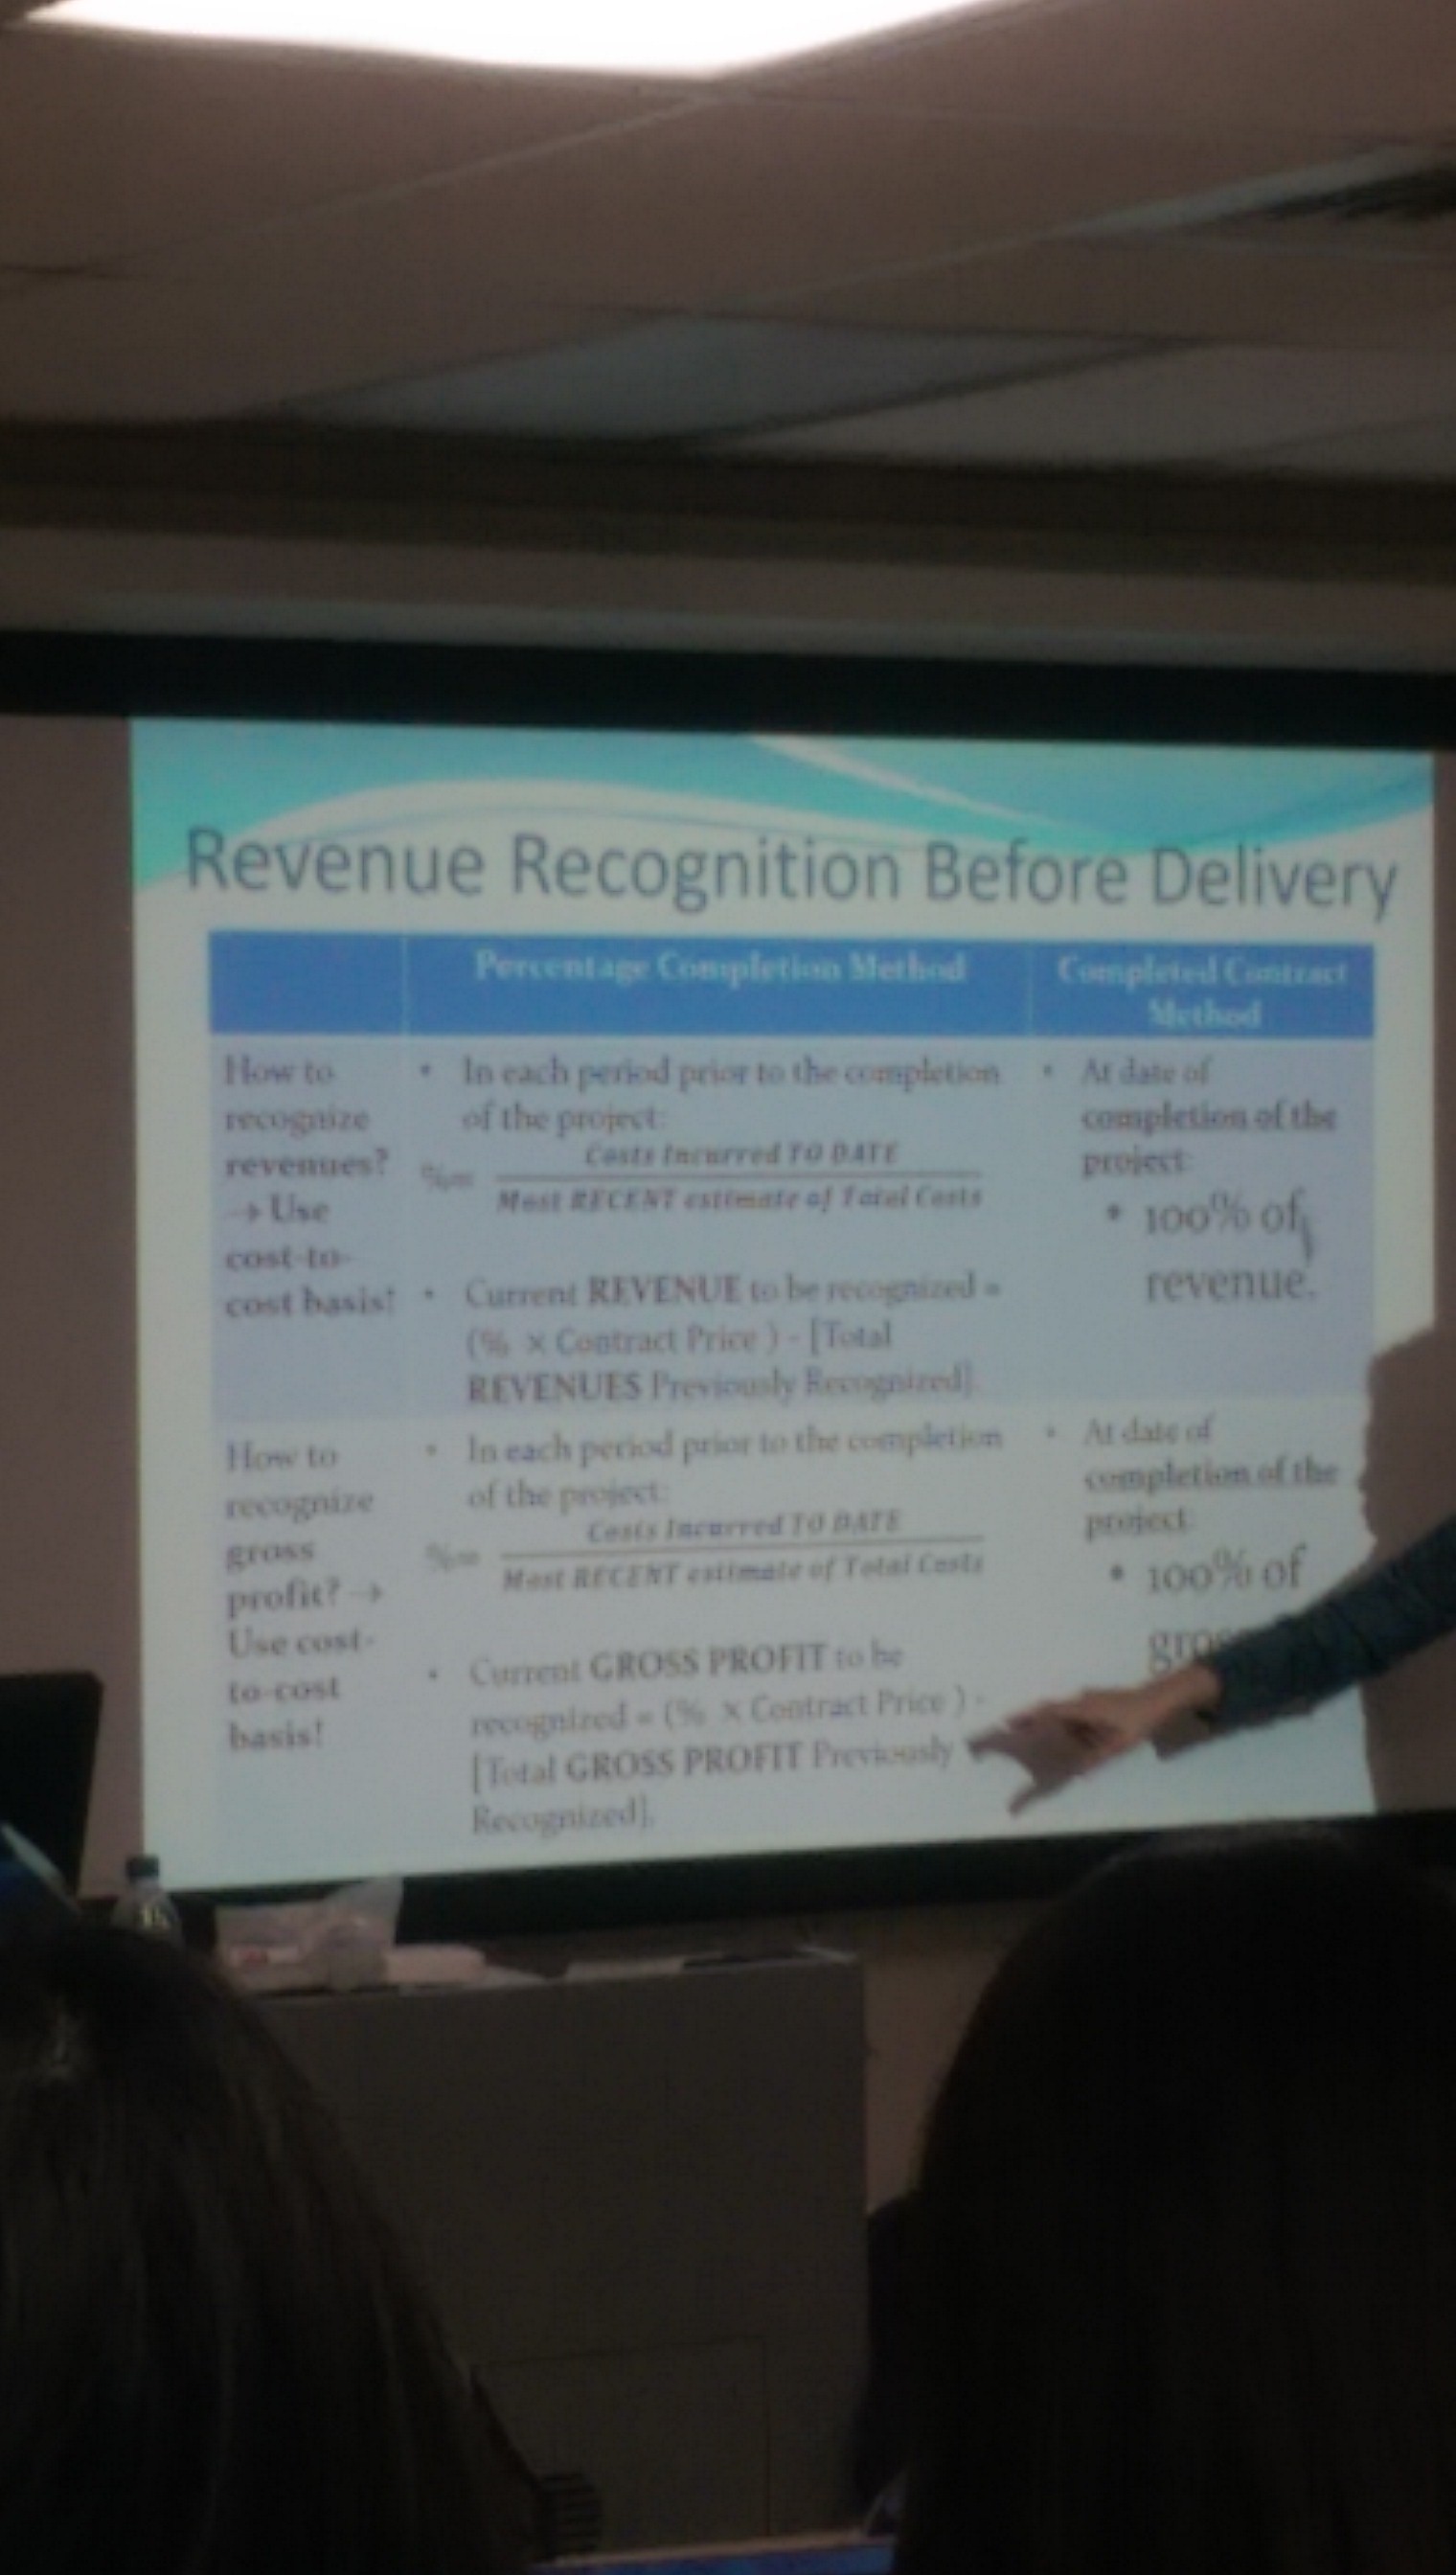 Revenue Recognition Before Delivery
Percentage Completion Method
Completed Contract
Method
How to
recognize
revenues?
→ Use
cost-to-
cost basis!
• In each period prior to the completion
of the project:
%= Costs Incurred TO DATE
Most RECENT estimate of Total Costs
• Current REVENUE to be recognized =
(% × Contract Price ) - [Total
REVENUES Previously Recognized].
• At date of
completion of the
project:
• 100% of
revenue.
How to
recognize
gross
profit? →
Use cost-
to-cost
basis!
• In each period prior to the completion
of the project:
%= Costs Incurred TO DATE
Most RECENT estimate of Total Costs
• Current GROSS PROFIT to be
recognized = (% × Contract Price ) -
[Total GROSS PROFIT Previously
Recognized].
• At date of
completion of the
project:
• 100% of